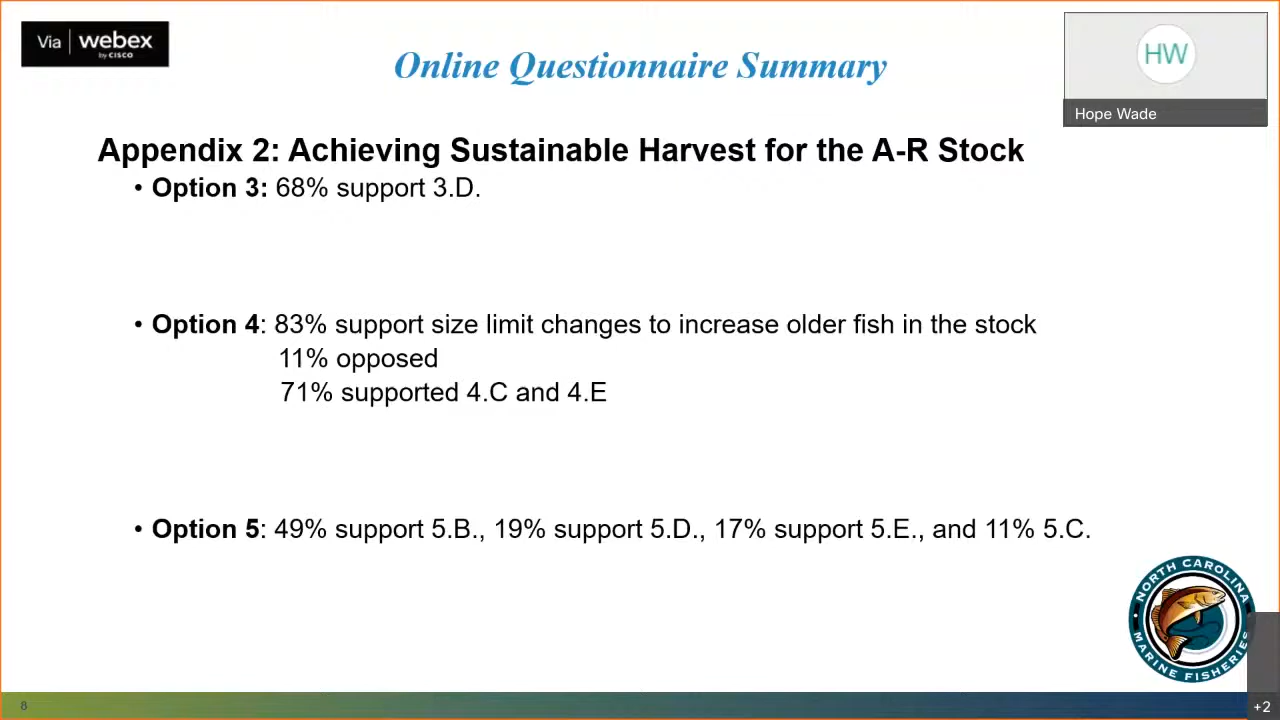 Via webex
by CISCO
Online Questionnaire Summary
HW
Hope Wade
Appendix 2: Achieving Sustainable Harvest for the A-R Stock
• Option 3: 68% support 3.D.
• Option 4: 83% support size limit changes to increase older fish in the stock
11% opposed
71% supported 4.C and 4.E
• Option 5: 49% support 5.B., 19% support 5.D., 17% support 5.E., and 11% 5.C.
NORTH CAROLINA
MARINE FISHERIES
8
+2